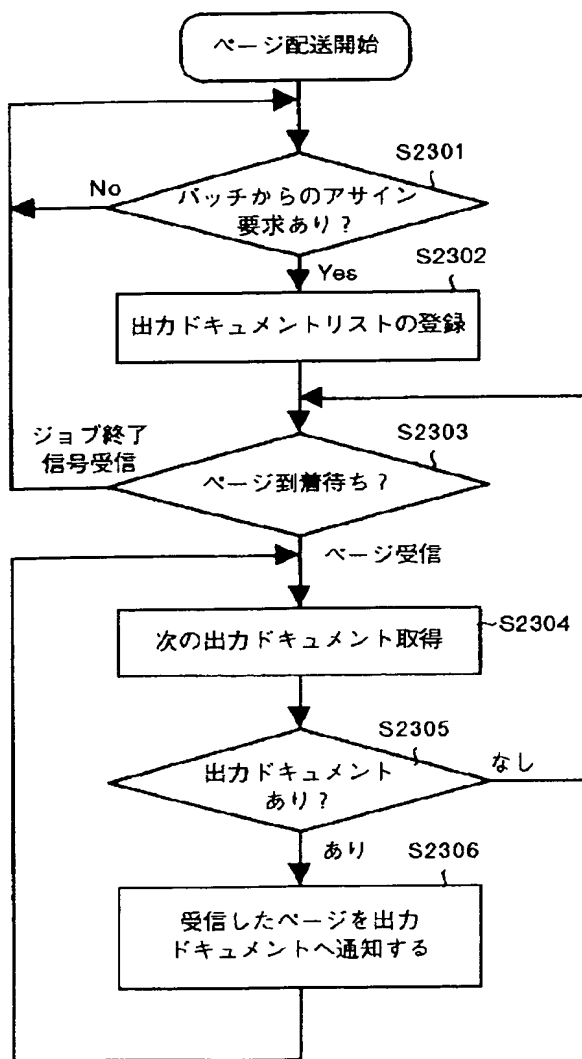 ページ配送開始
S2301
No
バッチからのアサイン
要求あり？
Yes
S2302
出力ドキュメントリストの登録
ジョブ終了
信号受信
S2303
ページ到着待ち？
ページ受信
次の出力ドキュメント取得
S2304
S2305
出力ドキュメント
あり？
なし
あり
S2306
受信したページを出力
ドキュメントへ通知する